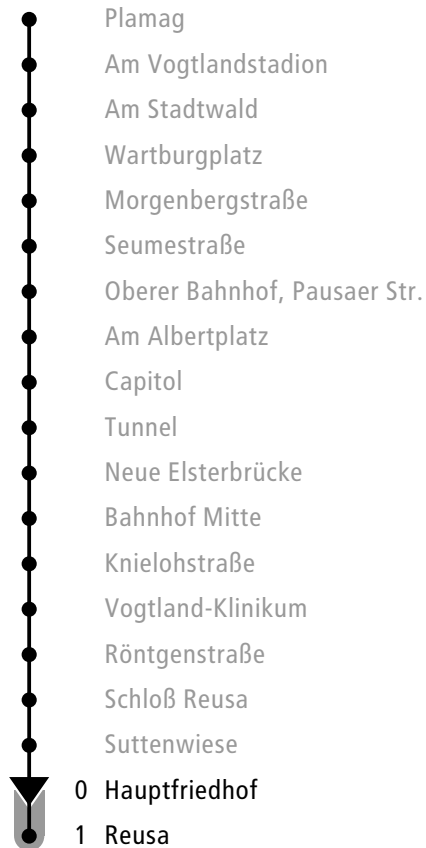 Plamag
Am Vogtlandstadion
Am Stadtwald
Wartburgplatz
Morgenbergstraße
Seumestraße
Oberer Bahnhof, Pausaer Str.
Am Albertplatz
Capitol
Tunnel
Neue Elsterbrücke
Bahnhof Mitte
Knielohstraße
Vogtland-Klinikum
Röntgenstraße
Schloß Reusa
Suttenwiese
0 Hauptfriedhof
1 Reusa